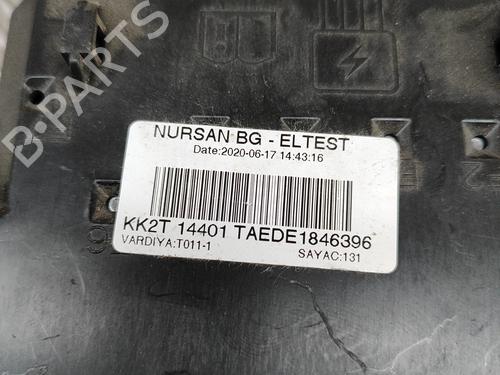 B-PARTS
NURSAN BG - ELTEST
Date:2020-06-17 14:43:16
KK2T 14401 TAEDE1846396
VARDIYA:T011-1
SAYAC:131